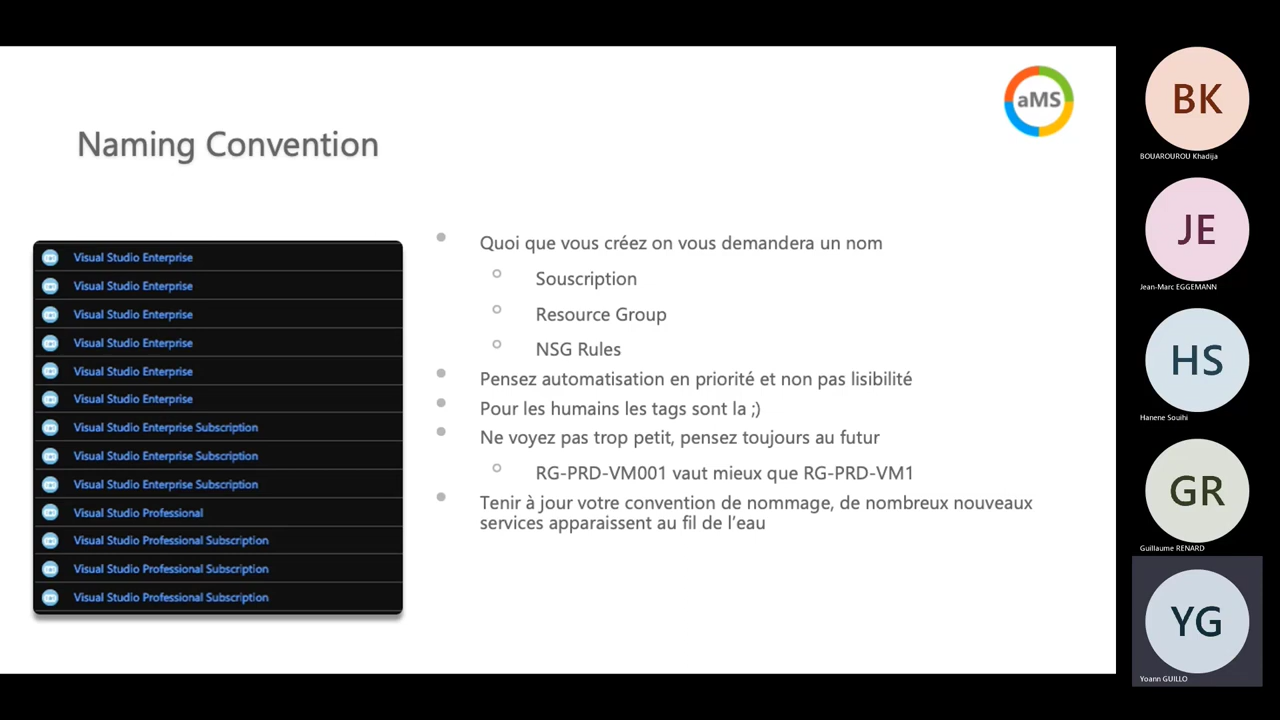 aMS
Naming Convention
Visual Studio Enterprise
Visual Studio Enterprise
Visual Studio Enterprise
Visual Studio Enterprise
Visual Studio Enterprise
Visual Studio Enterprise
Visual Studio Enterprise Subscription
Visual Studio Enterprise Subscription
Visual Studio Enterprise Subscription
Visual Studio Professional
Visual Studio Professional Subscription
Visual Studio Professional Subscription
Visual Studio Professional Subscription
Quoi que vous créez on vous demandera un nom
Souscription
Resource Group
NSG Rules
Pensez automatisation en priorité et non pas lisibilité
Pour les humains les tags sont la ;)
Ne voyez pas trop petit, pensez toujours au futur
RG-PRD-VM001 vaut mieux que RG-PRD-VM1
Tenir à jour votre convention de nommage, de nombreux nouveaux
services apparaissent au fil de l’eau
BK
BOUAROUROU Khadija
JE
Jean-Marc EGGEMANN
HS
Hanene Souihi
GR
Guillaume RENARD
YG
Yoann GUILLO